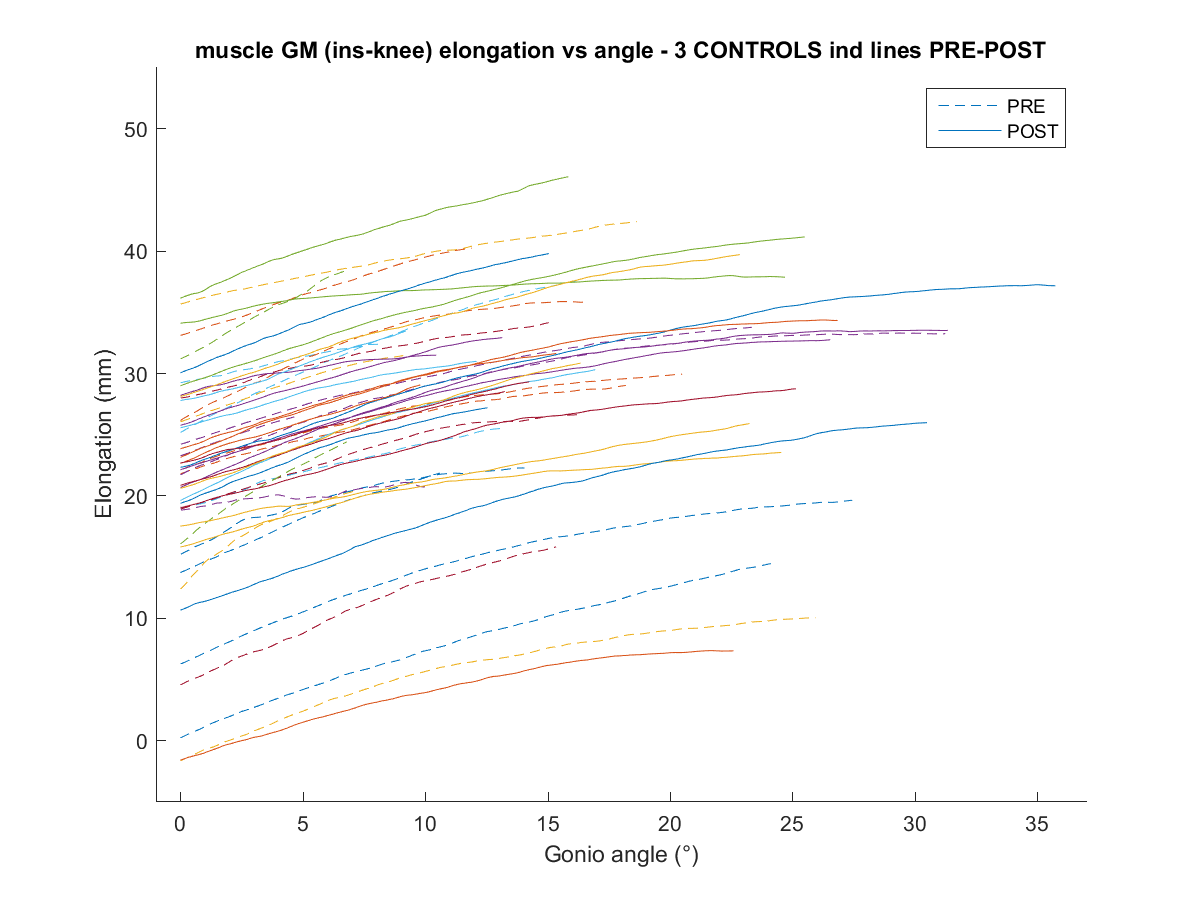 muscle GM (ins-knee) elongation vs angle - 3 CONTROLS ind lines PRE-POST
PRE
POST
50
40
30
20
10
0
Elongation (mm)
0 5 10 15 20 25 30 35
Gonio angle (°)